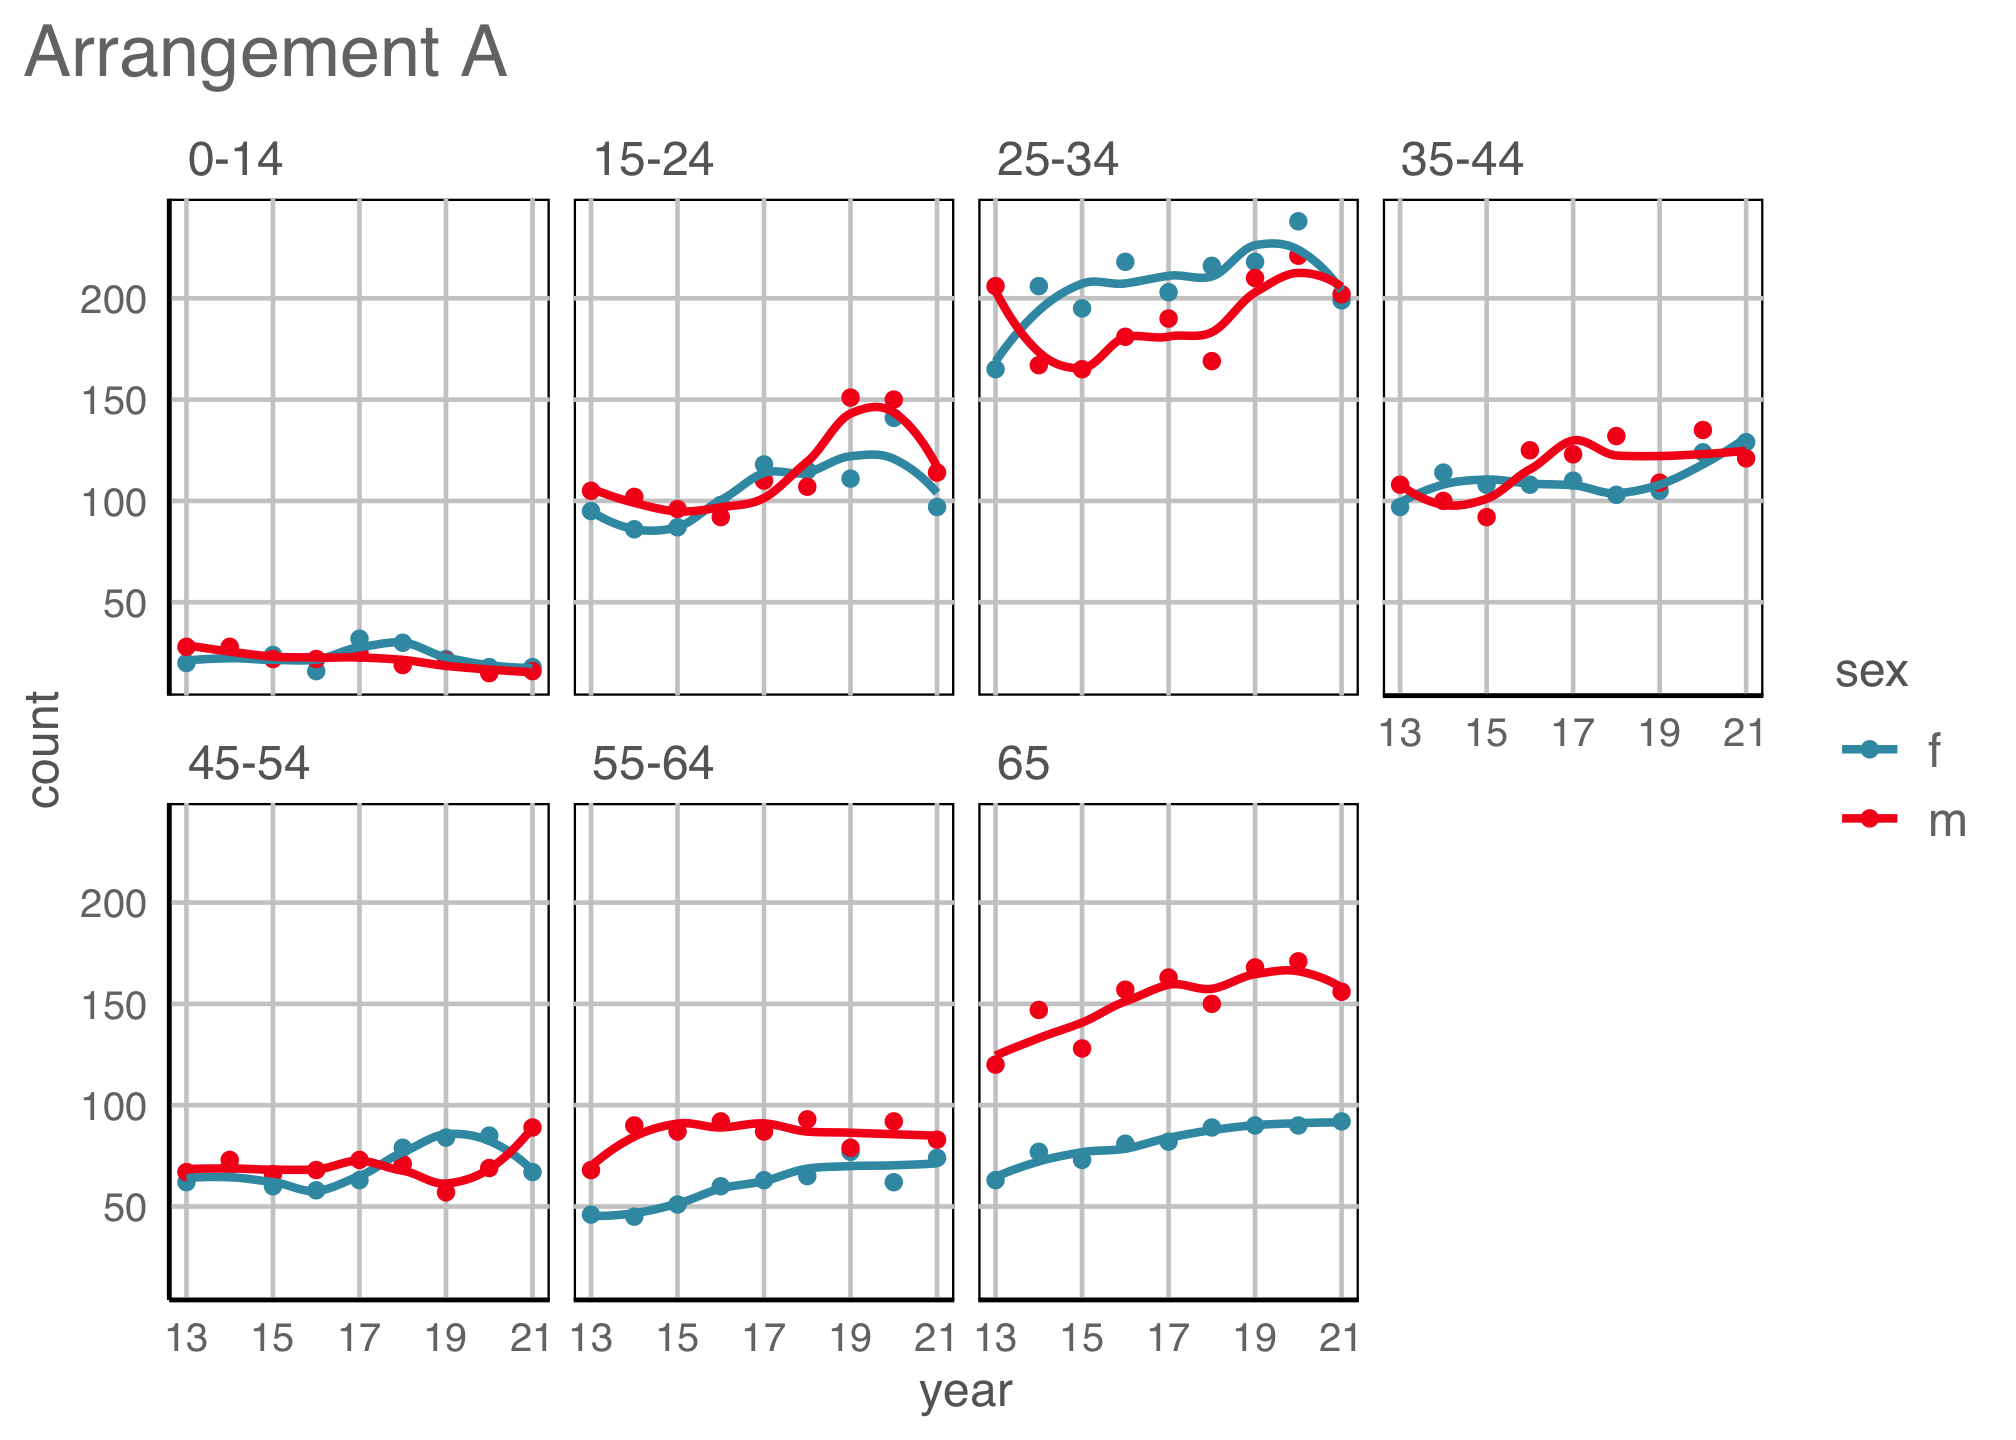 Arrangement A
0-14 15-24 25-34 35-44
200
150
100
50
13 15 17 19 21
45-54 55-64 65
200
150
100
50
13 15 17 19 21 13 15 17 19 21 13 15 17 19 21
year
count
sex
f
m